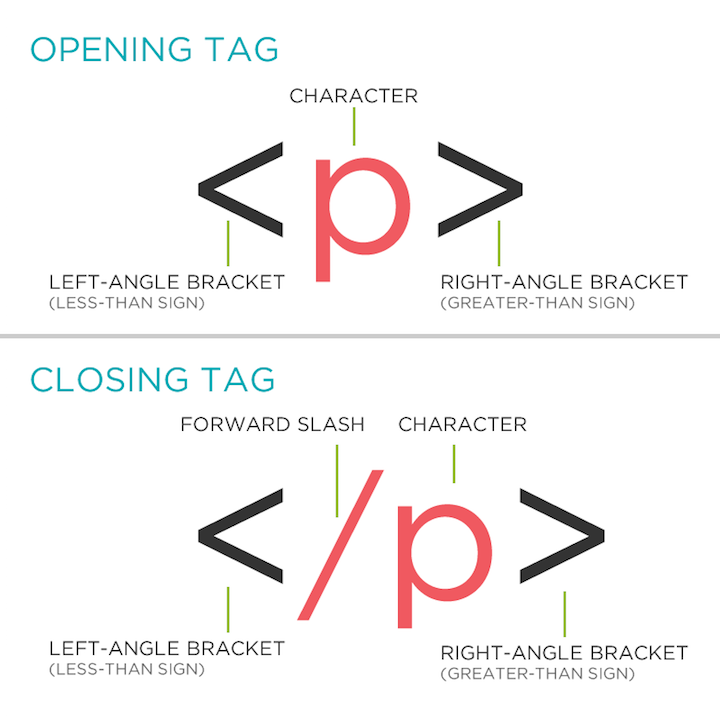 OPENING TAG
CHARACTER
<p>
LEFT-ANGLE BRACKET
(LESS-THAN SIGN)
RIGHT-ANGLE BRACKET
(GREATER-THAN SIGN)
CLOSING TAG
FORWARD SLASH
CHARACTER
</p>
LEFT-ANGLE BRACKET
(LESS-THAN SIGN)
RIGHT-ANGLE BRACKET
(GREATER-THAN SIGN)